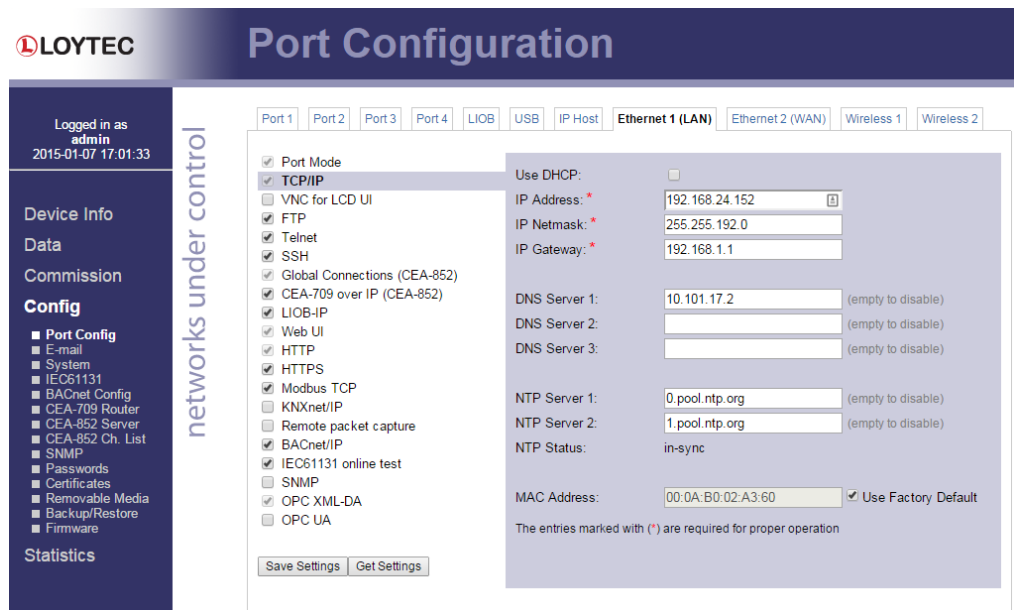 LOYTEC
Port Configuration
Logged in as
admin
2015-01-07 17:01:33
Device Info
Data
Commission
Config
Port Config
E-mail
System
IEC61131
BACnet Config
CEA-709 Router
CEA-852 Server
CEA-852 Ch. List
SNMP
Passwords
Certificates
Removable Media
Backup/Restore
Firmware
Statistics
networks under control
Port 1 Port 2 Port 3 Port 4 LIOB USB IP Host Ethernet 1 (LAN) Ethernet 2 (WAN) Wireless 1 Wireless 2
Port Mode
TCP/IP
VNC for LCD UI
FTP
Telnet
SSH
Global Connections (CEA-852)
CEA-709 over IP (CEA-852)
LIOB-IP
Web UI
HTTP
HTTPS
Modbus TCP
KNXnet/IP
Remote packet capture
BACnet/IP
IEC61131 online test
SNMP
OPC XML-DA
OPC UA
Save Settings Get Settings
Use DHCP:
IP Address: * 192.168.24.152
IP Netmask: * 255.255.192.0
IP Gateway: * 192.168.1.1
DNS Server 1: 10.101.17.2 (empty to disable)
DNS Server 2: (empty to disable)
DNS Server 3: (empty to disable)
NTP Server 1: 0.pool.ntp.org (empty to disable)
NTP Server 2: 1.pool.ntp.org (empty to disable)
NTP Status: in-sync
MAC Address: 00:0A:B0:02:A3:60 Use Factory Default
The entries marked with (*) are required for proper operation